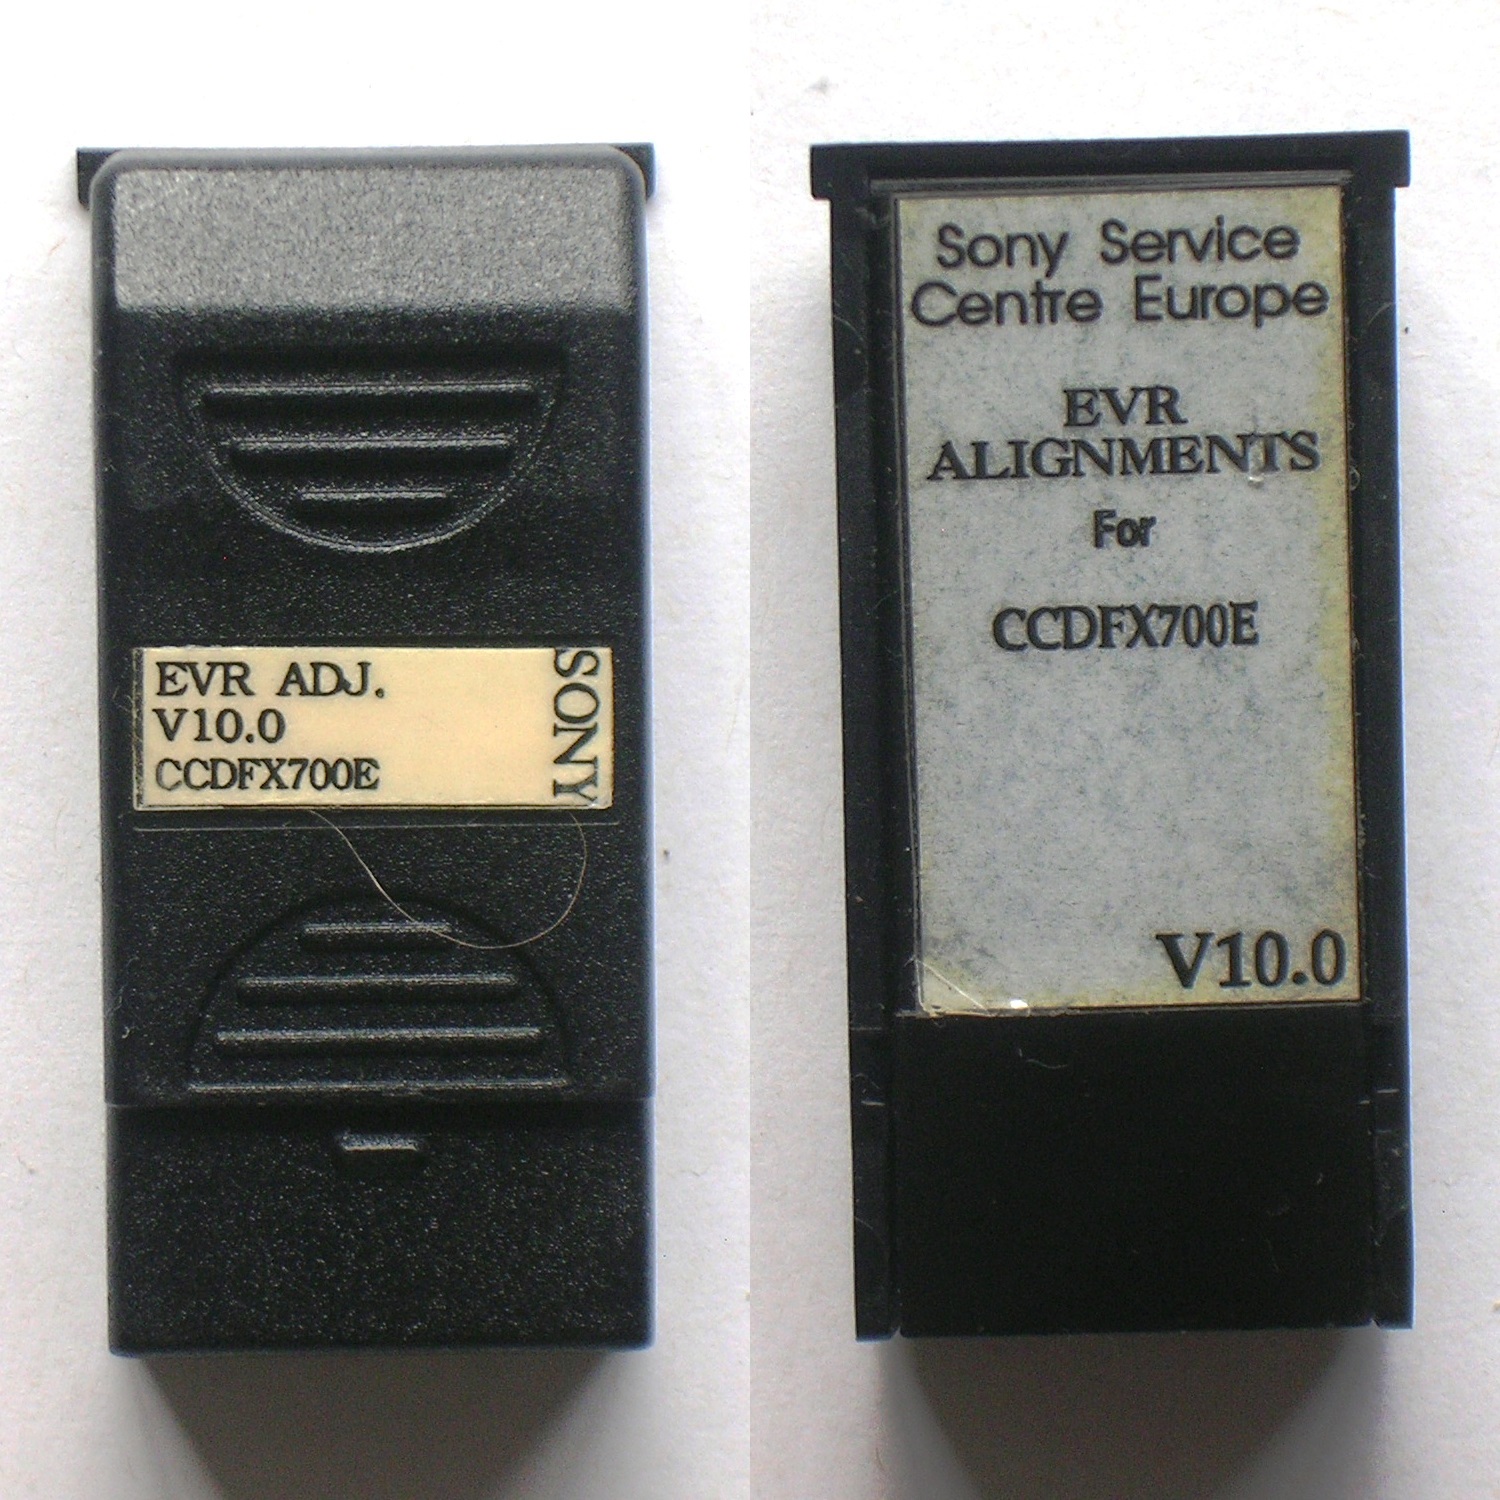 EVR ADJ.
V10.0
CCDFX700E
SONY
Sony Service
Centre Europe
EVR
ALIGNMENTS
For
CCDFX700E
V10.0